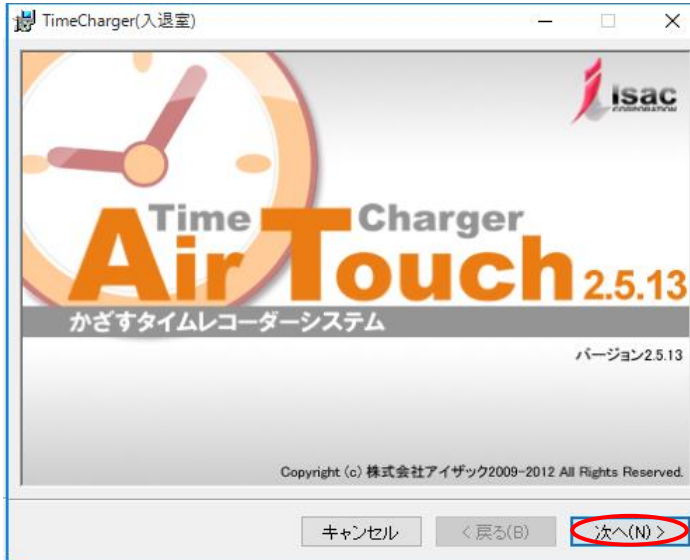 TimeCharger(入退室)
Isac
CORPORATION
Time Charger
Air Touch 2.5.13
かざすタイムレコーダーシステム
バージョン2.5.13
Copyright (c) 株式会社アイザック2009-2012 All Rights Reserved.
キャンセル
< 戻る(B)
次へ(N) >